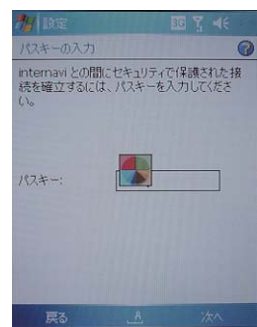 設定
3G
パスキーの入力
?
internavi との間にセキュリティで保護された接
続を確立するには、パスキーを入力してくださ
い。
パスキー:
戻る
A
次へ